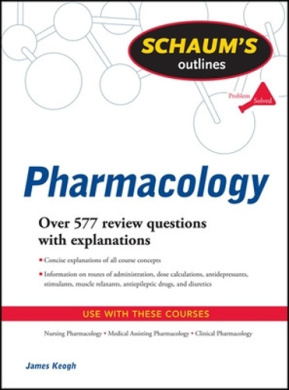 SCHAUM'S
outlines
Problem
Solved
Pharmacology
Over 577 review questions
with explanations
• Concise explanations of all course concepts
• Information on routes of administration, dose calculations, antidepressants,
stimulants, muscle relaxants, antiepileptic drugs, and diuretics
USE WITH THESE COURSES
Nursing Pharmacology • Medical Assisting Pharmacology • Clinical Pharmacology
James Keogh